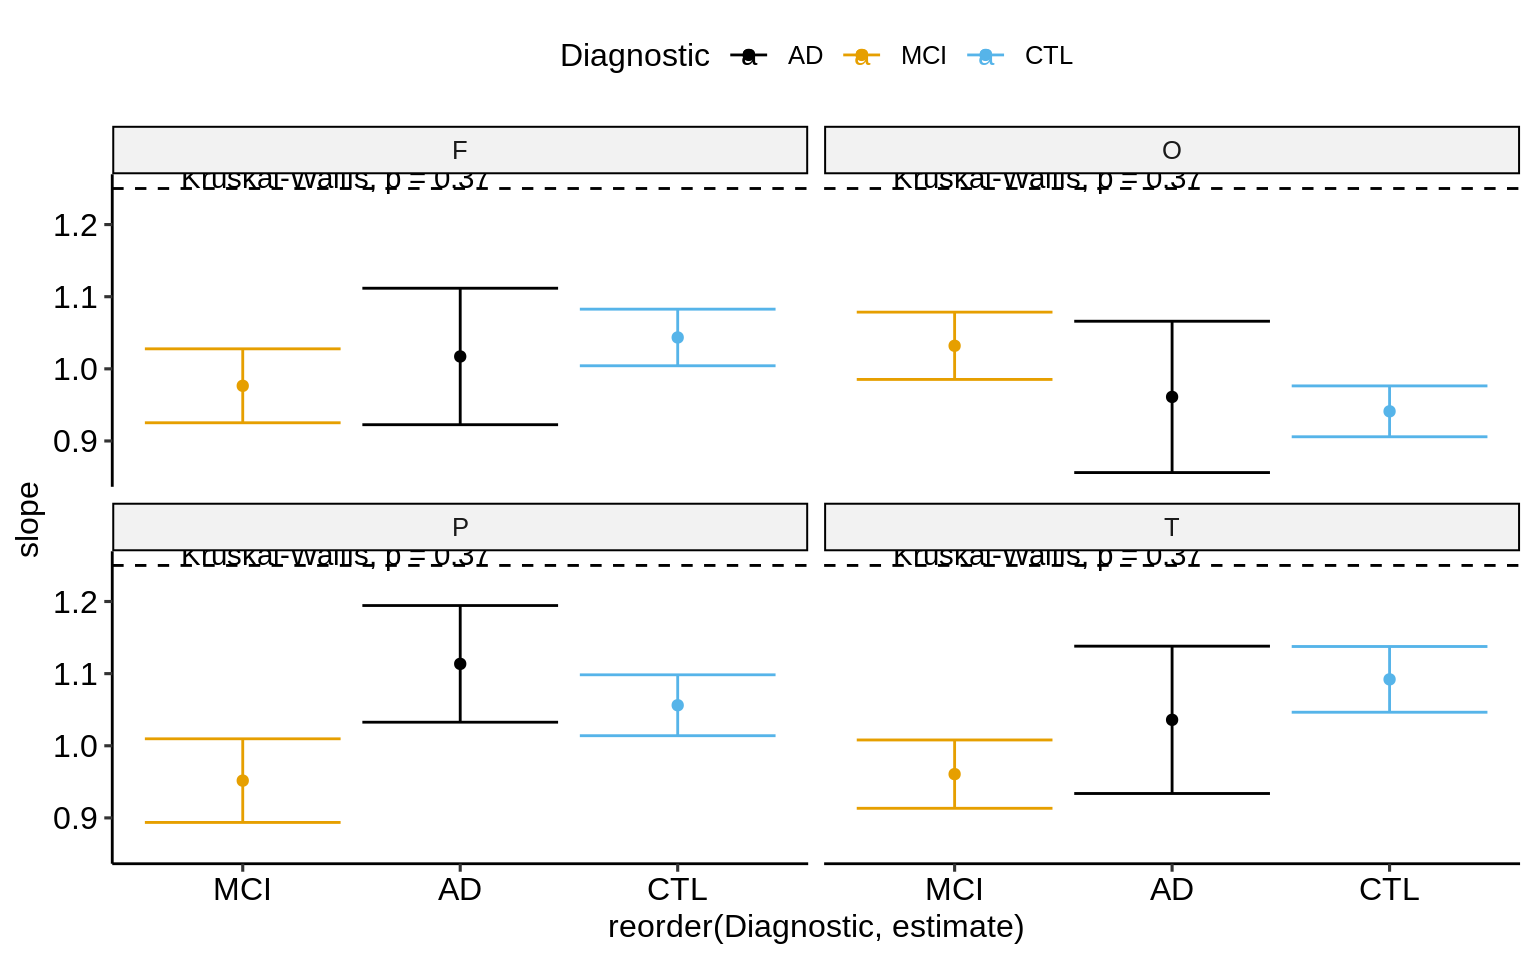 Diagnostic a AD a MCI a CTL
F O
Kruskal-Wallis, p = 0.37 Kruskal-Wallis, p = 0.37
1.2
1.1
1.0
0.9
slope
P T
Kruskal-Wallis, p = 0.37 Kruskal-Wallis, p = 0.37
1.2
1.1
1.0
0.9
MCI AD CTL MCI AD CTL
reorder(Diagnostic, estimate)